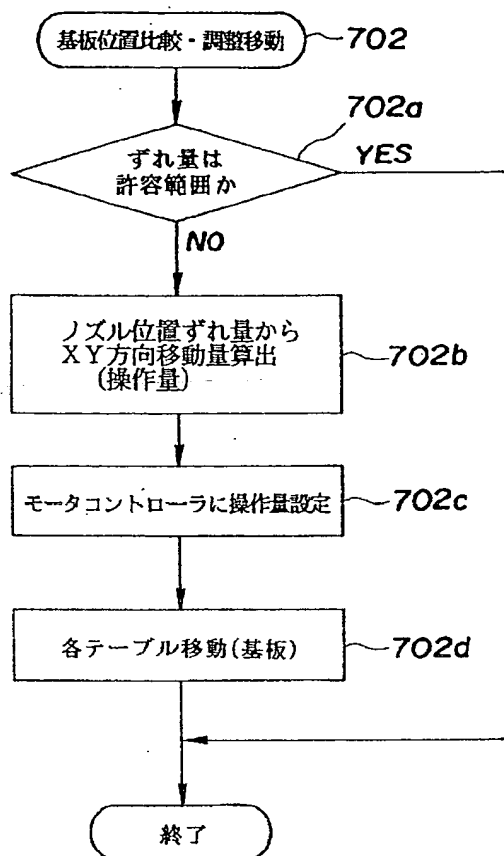 基板位置比較・調整移動
702
702a
ずれ量は
許容範囲か
YES
NO
ノズル位置ずれ量から
XY方向移動量算出
(操作量)
702b
モータコントローラに操作量設定
702c
各テーブル移動(基板)
702d
終了